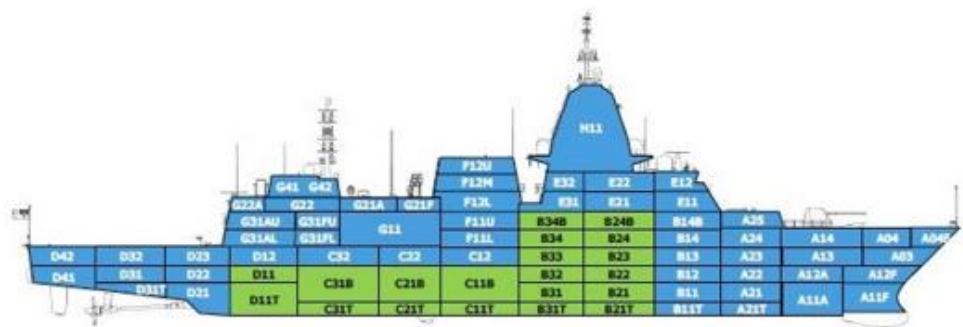 H11
F12U
F12M E32 E22 E12
G41 G42
G22A G22 G21A G21F F12L E31 E21 E11
G31AU G31FU G11 F11U B34B B24B B14B A25
G31AL G31FL F11L B34 B24 B14 A24 A14 A04 A04F
D42 D32 D23 D12 C32 C22 C12 B33 B23 B13 A23 A13 A03
D41 D31 D22 D11 C31B C21B C11B B32 B22 B12 A22 A12A A12F
D31T D21 D11T B31 B21 B11 A21 A11A A11F
C31T C21T C11T B31T B21T B11T A21T